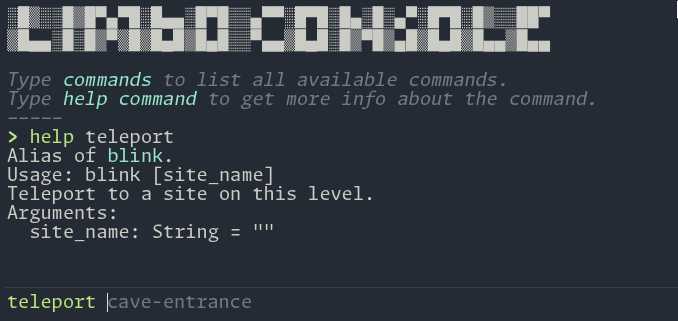 LIMBO CONSOLE
Type commands to list all available commands.
Type help command to get more info about the command.
-----
> help teleport
Alias of blink.
Usage: blink [site_name]
Teleport to a site on this level.
Arguments:
  site_name: String = ""
teleport cave-entrance